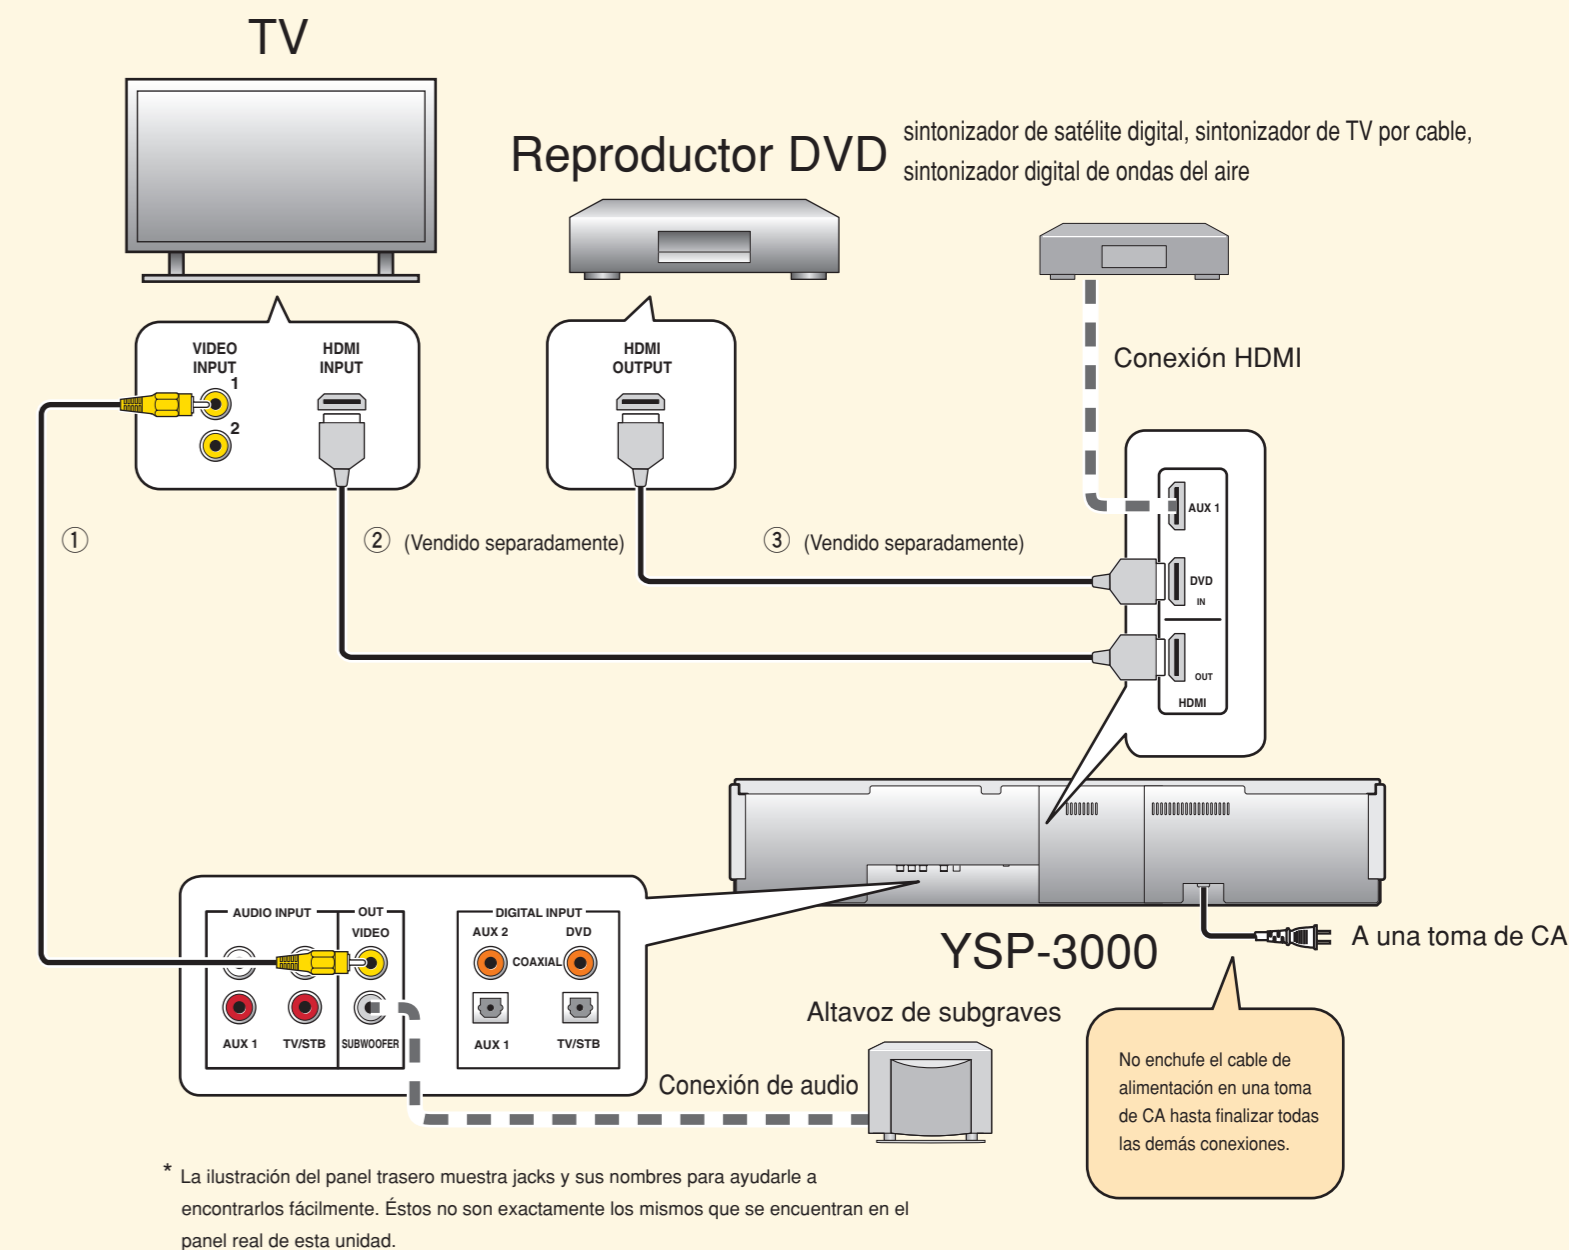 TV
Reproductor DVD
sintonizador de satélite digital, sintonizador de TV por cable,
sintonizador digital de ondas del aire
VIDEO
INPUT
1
2
HDMI
INPUT
HDMI
OUTPUT
Conexión HDMI
① 
② (Vendido separadamente)
③ (Vendido separadamente)
AUX 1
DVD
IN
OUT
HDMI
AUDIO INPUT
OUT
VIDEO
AUX 1
TV/STB
SUBWOOFER
DIGITAL INPUT
AUX 2
DVD
COAXIAL
AUX 1
TV/STB
YSP-3000
A una toma de CA
Altavoz de subgraves
Conexión de audio
No enchufe el cable de
alimentación en una toma
de CA hasta finalizar todas
las demás conexiones.
* La ilustración del panel trasero muestra jacks y sus nombres para ayudarle a
encontrarlos fácilmente. Éstos no son exactamente los mismos que se encuentran en el
panel real de esta unidad.